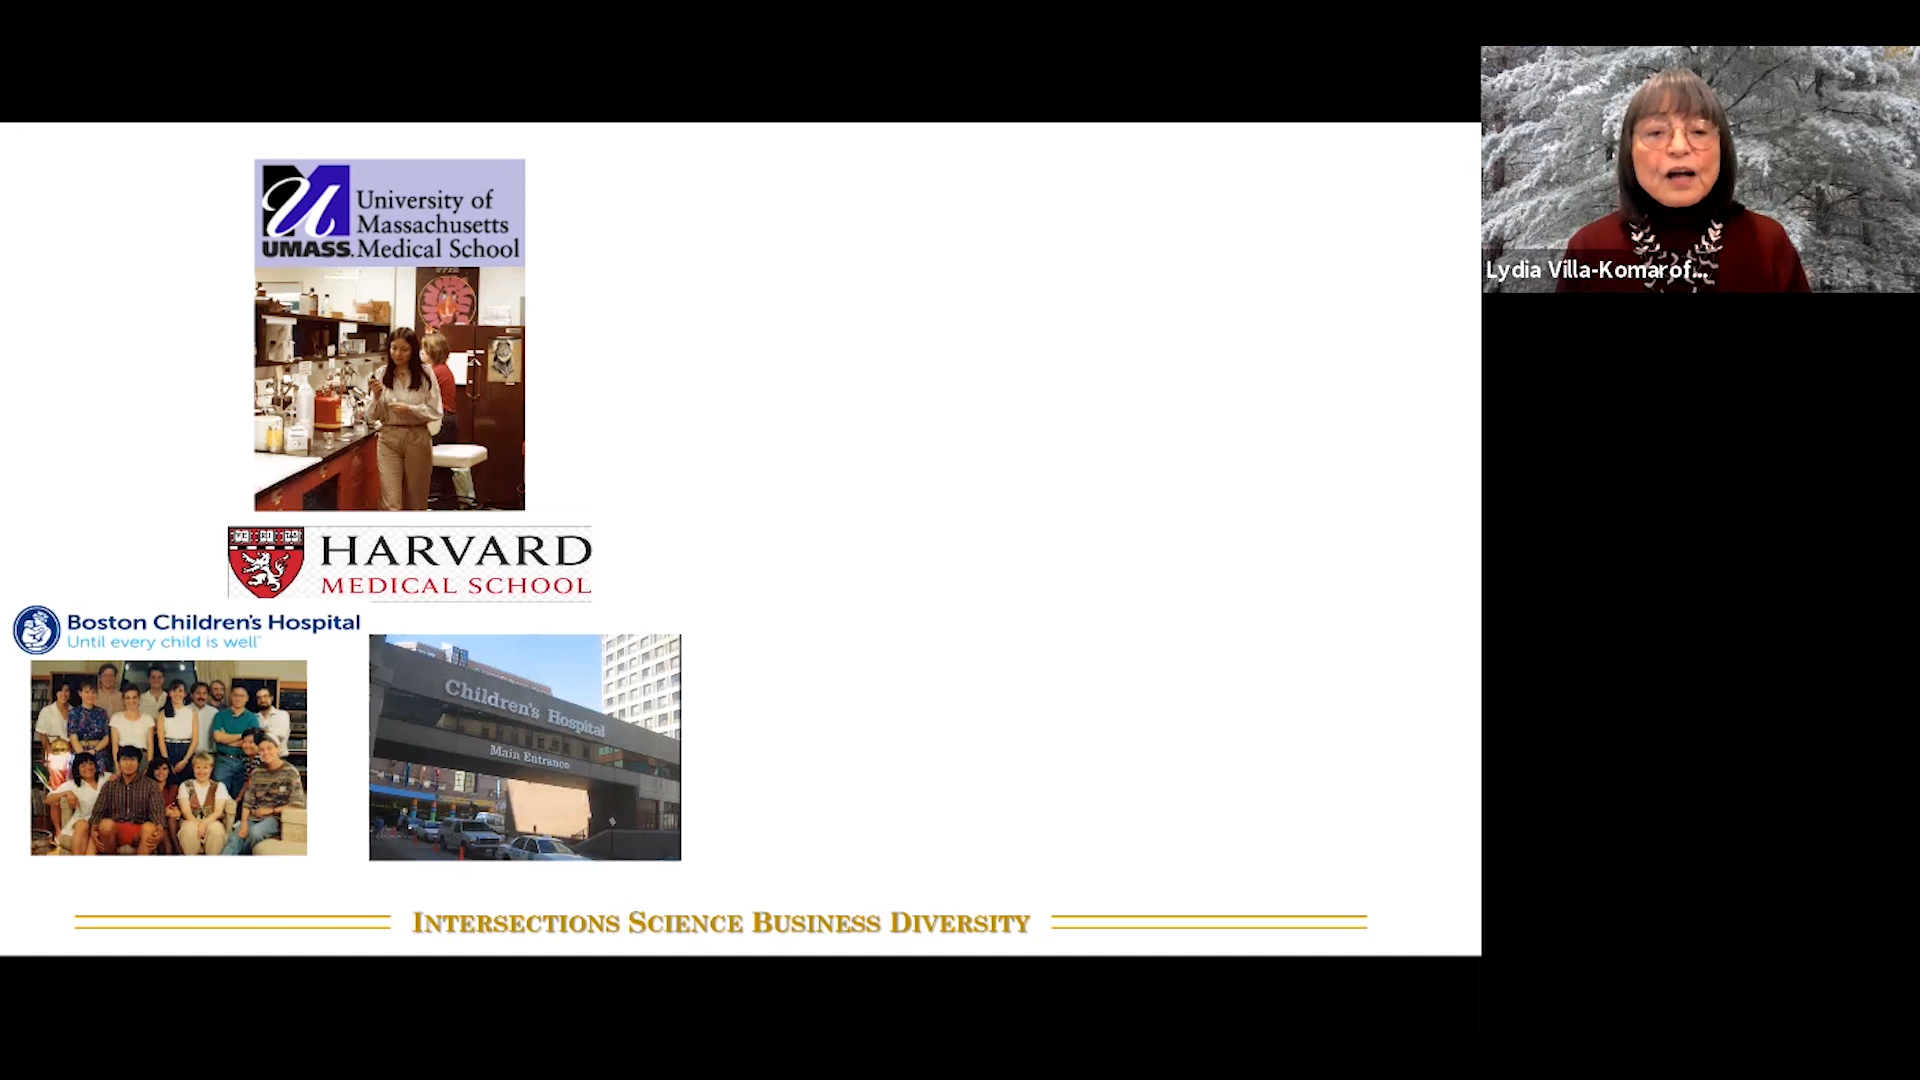 University of
Massachusetts
UMASS. Medical School
HARVARD
MEDICAL SCHOOL
Boston Children's Hospital
Until every child is well
Children's Hospital
Main Entrance
INTERSECTIONS SCIENCE BUSINESS DIVERSITY
Lydia Villa-Komarof...